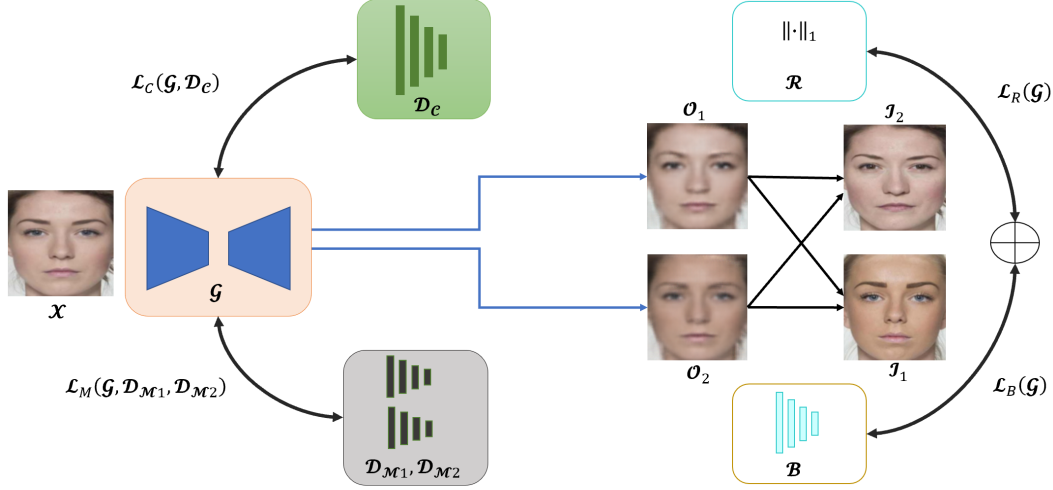 ‖·‖₁
𝓛_C(𝓖, 𝓓_𝓒)
𝓓_𝓒
𝓡
𝓛_R(𝓖)
𝓞₁
𝓘₂
𝓧
𝓖
𝓞₂
𝓘₁
𝓛_M(𝓖, 𝓓_𝓜1, 𝓓_𝓜2)
𝓛_B(𝓖)
𝓓_𝓜1, 𝓓_𝓜2
𝓑